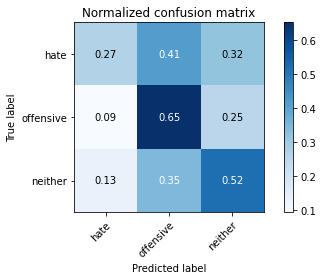 Normalized confusion matrix
hate 0.27 0.41 0.32
offensive 0.09 0.65 0.25
neither 0.13 0.35 0.52
True label
hate offensive neither
Predicted label
0.6
0.5
0.4
0.3
0.2
0.1